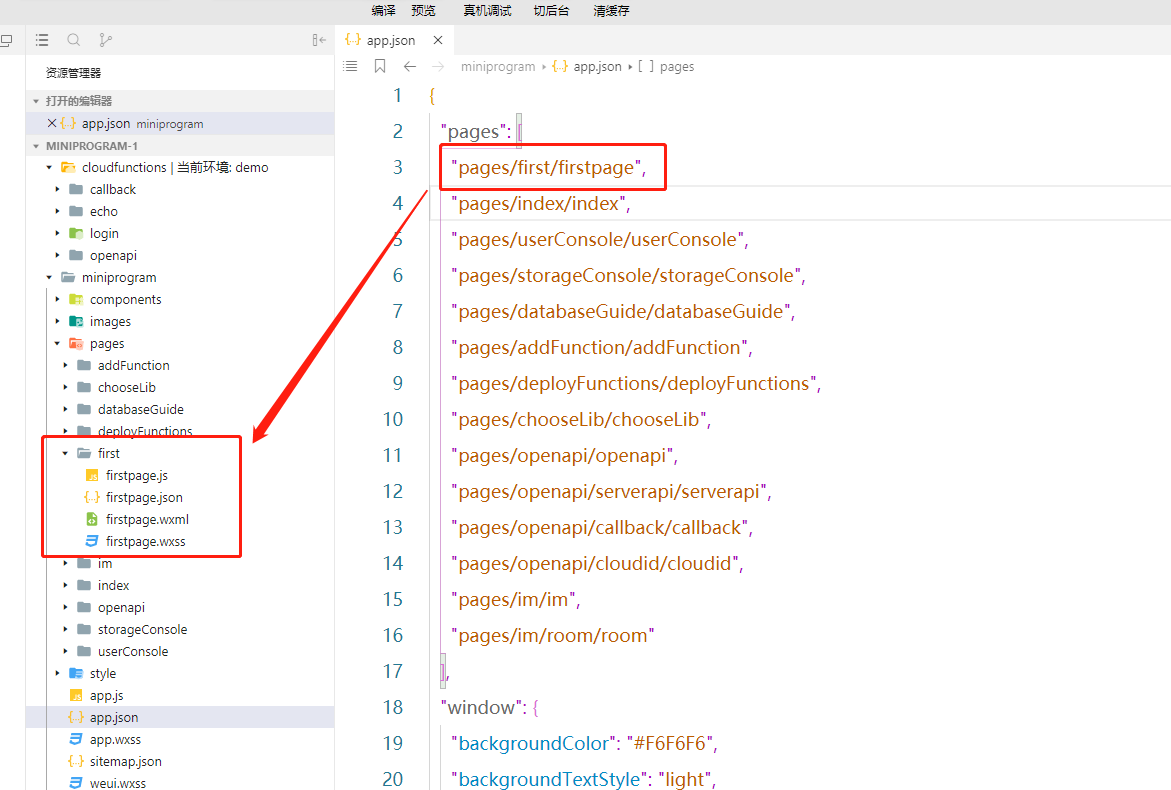 编译 预览 真机调试 切后台 清缓存
app.json
资源管理器
打开的编辑器
app.json miniprogram
MINIPROGRAM-1
cloudfunctions | 当前环境: demo
callback
echo
login
openapi
miniprogram
components
images
pages
addFunction
chooseLib
databaseGuide
deployFunctions
first
firstpage.js
firstpage.json
firstpage.wxml
firstpage.wxss
im
index
openapi
storageConsole
userConsole
style
app.js
app.json
app.wxss
sitemap.json
weui.wxss
miniprogram {..} app.json [ ] pages
1 {
2 "pages": [
3 "pages/first/firstpage",
4 "pages/index/index",
5 "pages/userConsole/userConsole",
6 "pages/storageConsole/storageConsole",
7 "pages/databaseGuide/databaseGuide",
8 "pages/addFunction/addFunction",
9 "pages/deployFunctions/deployFunctions",
10 "pages/chooseLib/chooseLib",
11 "pages/openapi/openapi",
12 "pages/openapi/serverapi/serverapi",
13 "pages/openapi/callback/callback",
14 "pages/openapi/cloudid/cloudid",
15 "pages/im/im",
16 "pages/im/room/room"
17 ],
18 "window": {
19 "backgroundColor": "#F6F6F6",
20 "backgroundTextStyle": "light",